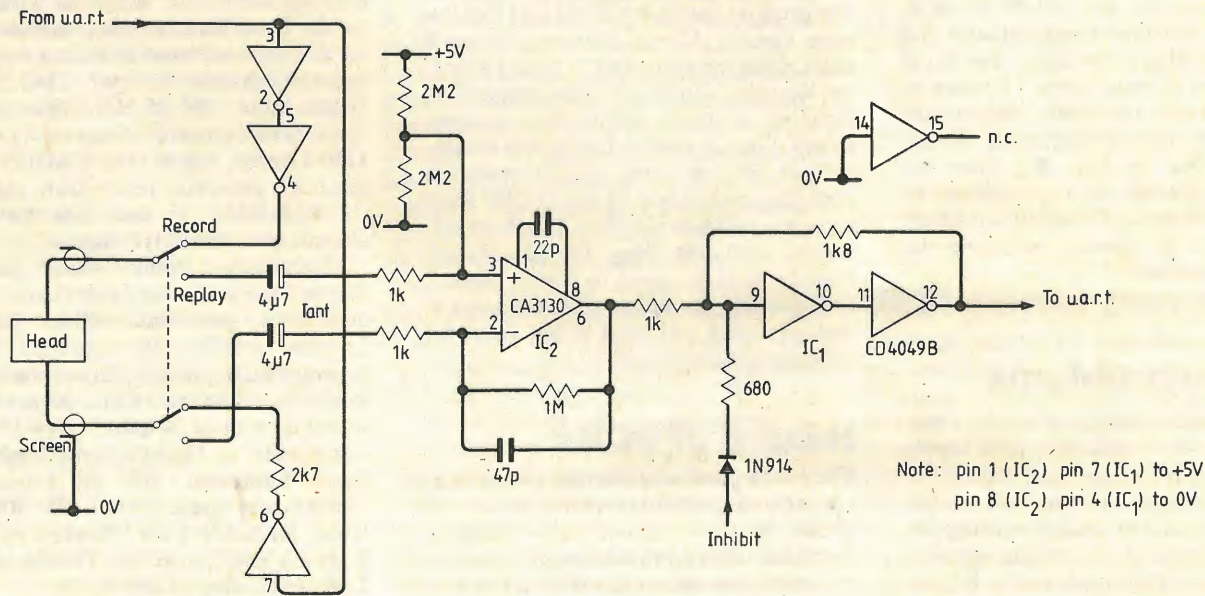 From u.a.r.t.
3
2
5
4
+5V
2M2
2M2
0V
14
15
n.c.
0V
Record
Replay
4µ7
Tant
4µ7
1k
1k
22p
1
8
3
+
CA3130
6
2
−
IC2
1k
1k8
9
10
11
12
To u.a.r.t.
IC1
CD4049B
Head
Screen
0V
2k7
6
7
1M
47p
680
1N914
Inhibit
Note: pin 1 (IC2) pin 7 (IC1) to +5V
pin 8 (IC2) pin 4 (IC1) to 0V